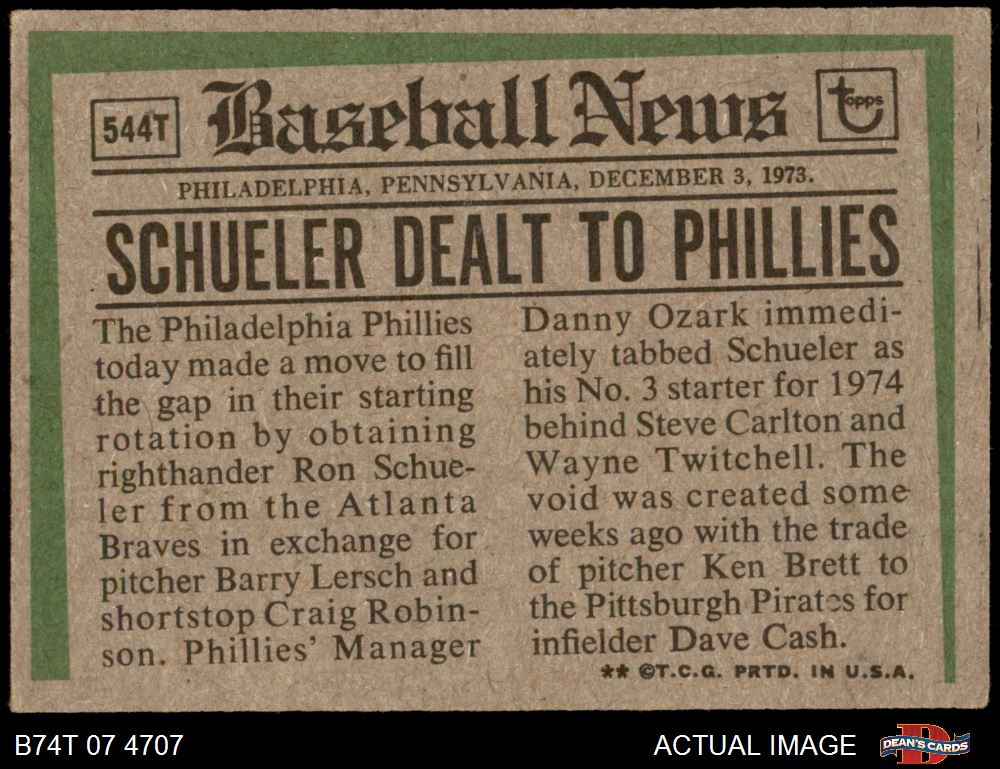 544T
Baseball News
topps
PHILADELPHIA, PENNSYLVANIA, DECEMBER 3, 1973.
SCHUELER DEALT TO PHILLIES
The Philadelphia Phillies
today made a move to fill
the gap in their starting
rotation by obtaining
righthander Ron Schue-
ler from the Atlanta
Braves in exchange for
pitcher Barry Lersch and
shortstop Craig Robin-
son. Phillies' Manager
Danny Ozark immedi-
ately tabbed Schueler as
his No. 3 starter for 1974
behind Steve Carlton and
Wayne Twitchell. The
void was created some
weeks ago with the trade
of pitcher Ken Brett to
the Pittsburgh Pirates for
infielder Dave Cash.
** ©T.C.G. PRTD. IN U.S.A.
B74T 07 4707
ACTUAL IMAGE
D
DEAN'S CARDS